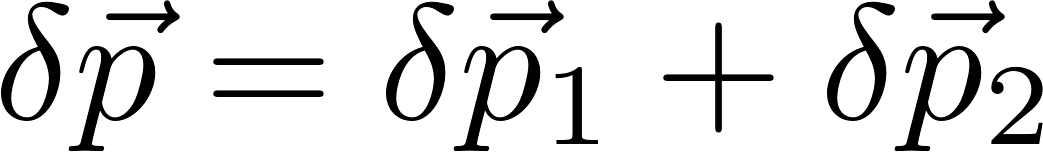 δp⃗ = δp⃗₁ + δp⃗₂